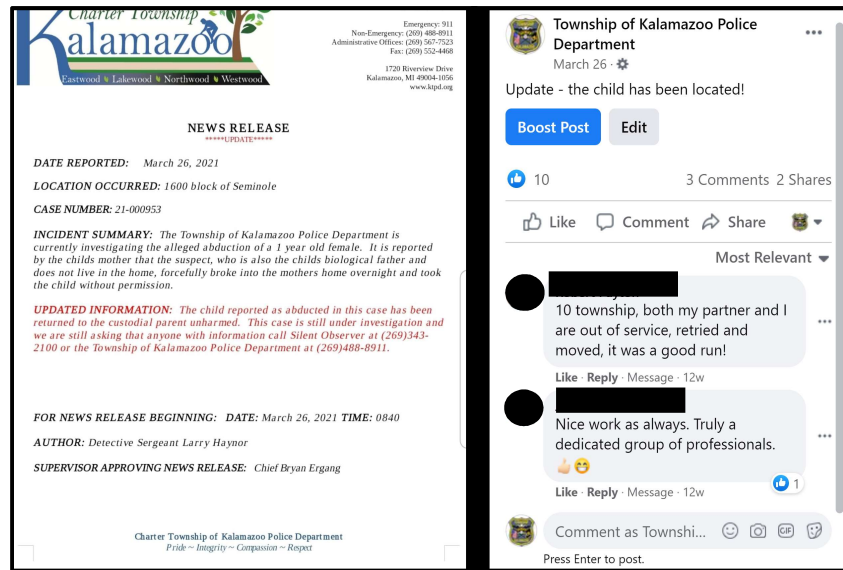 Charter Township
Kalamazoo
Eastwood Lakewood Northwood Westwood
Emergency: 911
Non-Emergency: (269) 488-8911
Administrative Offices: (269) 567-7523
Fax: (269) 552-4468
1720 Riverview Drive
Kalamazoo, MI 49004-1056
www.ktpd.org
NEWS RELEASE
*****UPDATE*****
DATE REPORTED: March 26, 2021
LOCATION OCCURRED: 1600 block of Seminole
CASE NUMBER: 21-000953
INCIDENT SUMMARY: The Township of Kalamazoo Police Department is
currently investigating the alleged abduction of a 1 year old female. It is reported
by the childs mother that the suspect, who is also the childs biological father and
does not live in the home, forcefully broke into the mothers home overnight and took
the child without permission.
UPDATED INFORMATION: The child reported as abducted in this case has been
returned to the custodial parent unharmed. This case is still under investigation and
we are still asking that anyone with information call Silent Observer at (269)343-
2100 or the Township of Kalamazoo Police Department at (269)488-8911.
FOR NEWS RELEASE BEGINNING: DATE: March 26, 2021 TIME: 0840
AUTHOR: Detective Sergeant Larry Haynor
SUPERVISOR APPROVING NEWS RELEASE: Chief Bryan Ergang
Charter Township of Kalamazoo Police Department
Pride ~ Integrity ~ Compassion ~ Respect
Township of Kalamazoo Police
Department
March 26 ·
Update - the child has been located!
Boost Post Edit
10 3 Comments 2 Shares
Like Comment Share
Most Relevant
10 township, both my partner and I
are out of service, retried and
moved, it was a good run!
Like · Reply · Message · 12w
Nice work as always. Truly a
dedicated group of professionals.
👍🏻😁
1
Like · Reply · Message · 12w
Comment as Townshi... GIF
Press Enter to post.